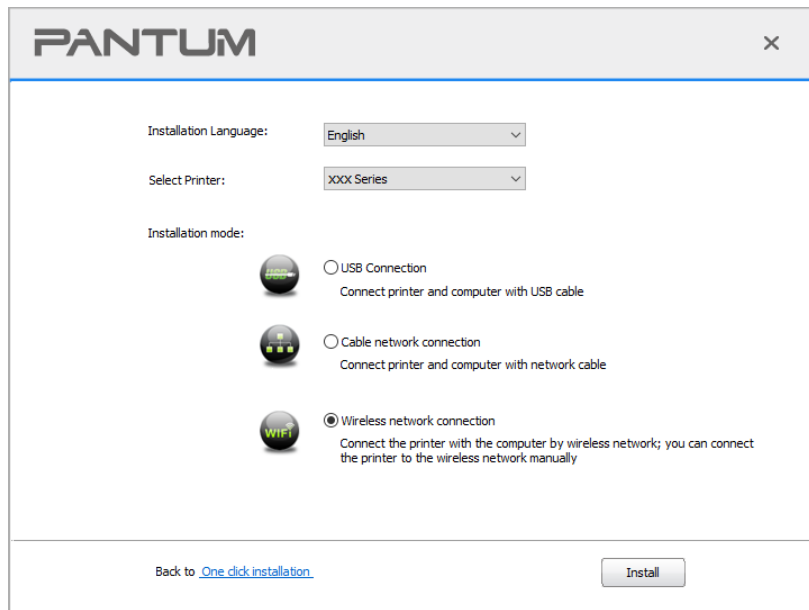 PANTUM
Installation Language:
English
Select Printer:
XXX Series
Installation mode:
USB
USB Connection
Connect printer and computer with USB cable
Cable network connection
Connect printer and computer with network cable
WIFI
Wireless network connection
Connect the printer with the computer by wireless network; you can connect
the printer to the wireless network manually
Back to One click installation
Install